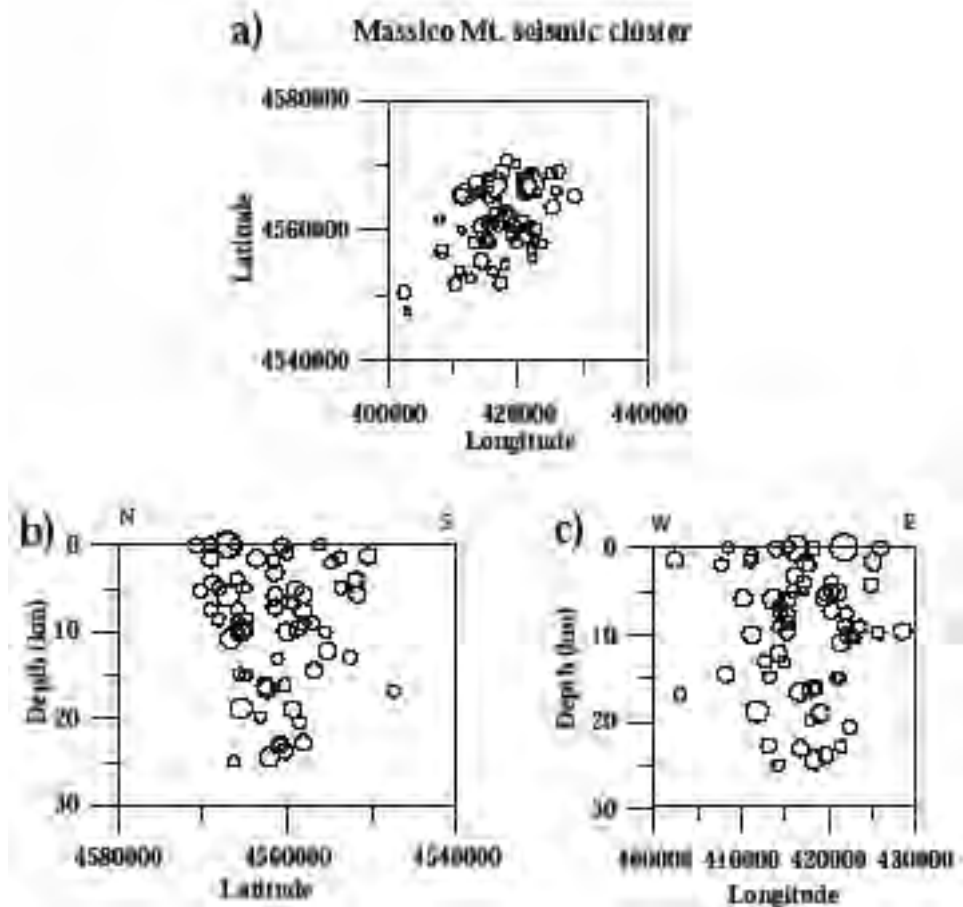 a) Massico Mt. seismic cluster
4580000
Latitude
4560000
4540000
400000 420000 440000
Longitude
b) N S
0
10
Depth (km)
20
30
4580000 4560000 4540000
Latitude
c) W E
0
10
Depth (km)
20
30
400000 410000 420000 430000
Longitude